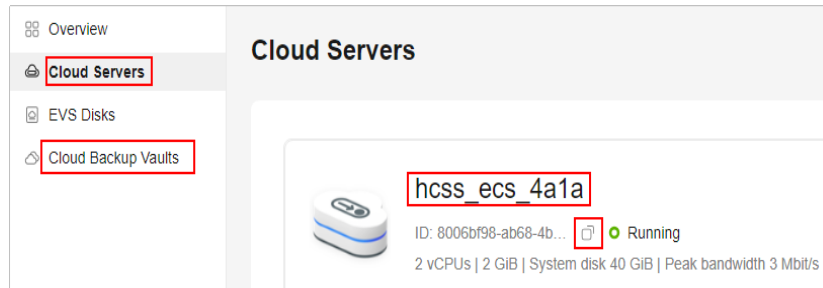 Overview
Cloud Servers
EVS Disks
Cloud Backup Vaults
Cloud Servers
hcss_ecs_4a1a
ID: 8006bf98-ab68-4b... Running
2 vCPUs | 2 GiB | System disk 40 GiB | Peak bandwidth 3 Mbit/s